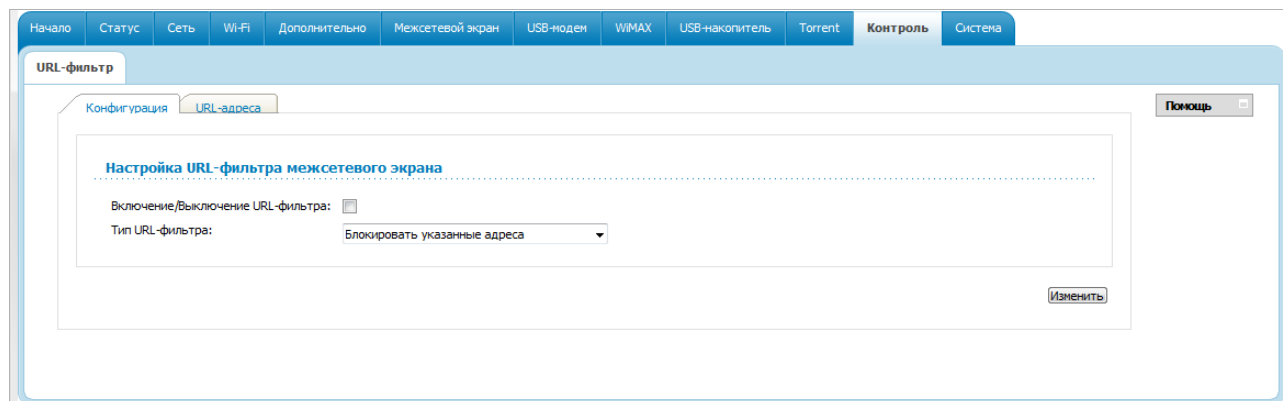 Начало Статус Сеть Wi-Fi Дополнительно Межсетевой экран USB-модем WiMAX USB-накопитель Torrent Контроль Система
URL-фильтр
Конфигурация URL-адреса
Помощь
Настройка URL-фильтра межсетевого экрана
Включение/Выключение URL-фильтра:
Тип URL-фильтра: Блокировать указанные адреса
Изменить